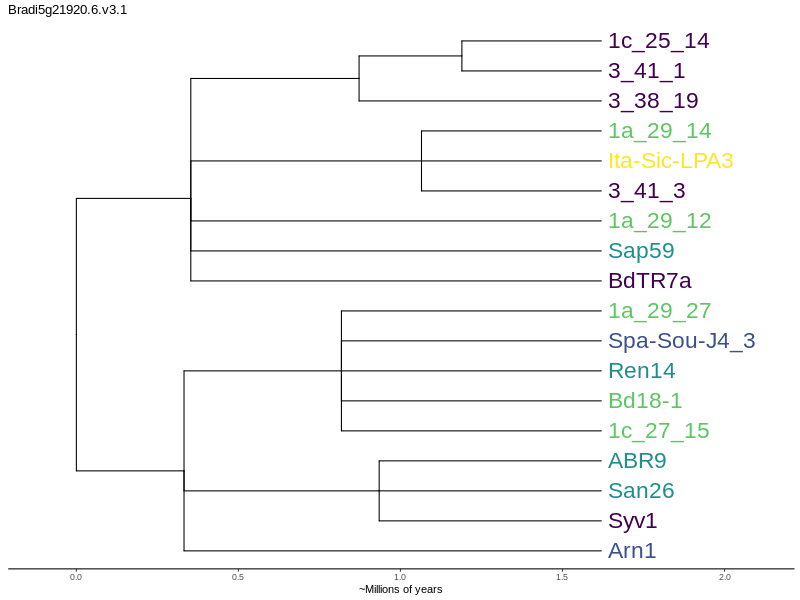 Bradi5g21920.6.v3.1
1c_25_14
3_41_1
3_38_19
1a_29_14
Ita-Sic-LPA3
3_41_3
1a_29_12
Sap59
BdTR7a
1a_29_27
Spa-Sou-J4_3
Ren14
Bd18-1
1c_27_15
ABR9
San26
Syv1
Arn1
0.0 0.5 1.0 1.5 2.0
~Millions of years